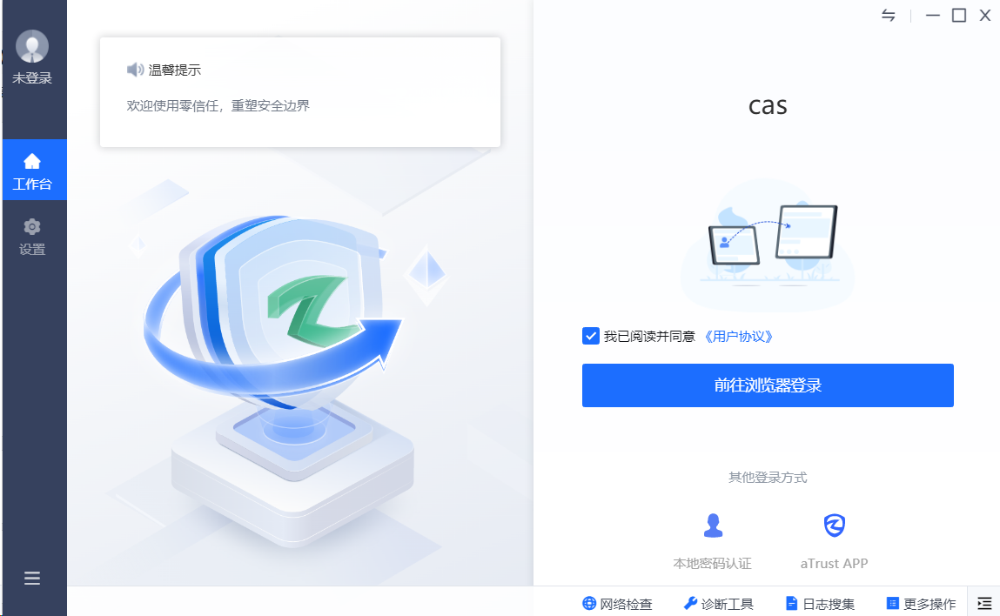 未登录
工作台
设置
温馨提示
欢迎使用零信任，重塑安全边界
cas
我已阅读并同意 《用户协议》
前往浏览器登录
其他登录方式
本地密码认证
aTrust APP
网络检查 诊断工具 日志搜集 更多操作